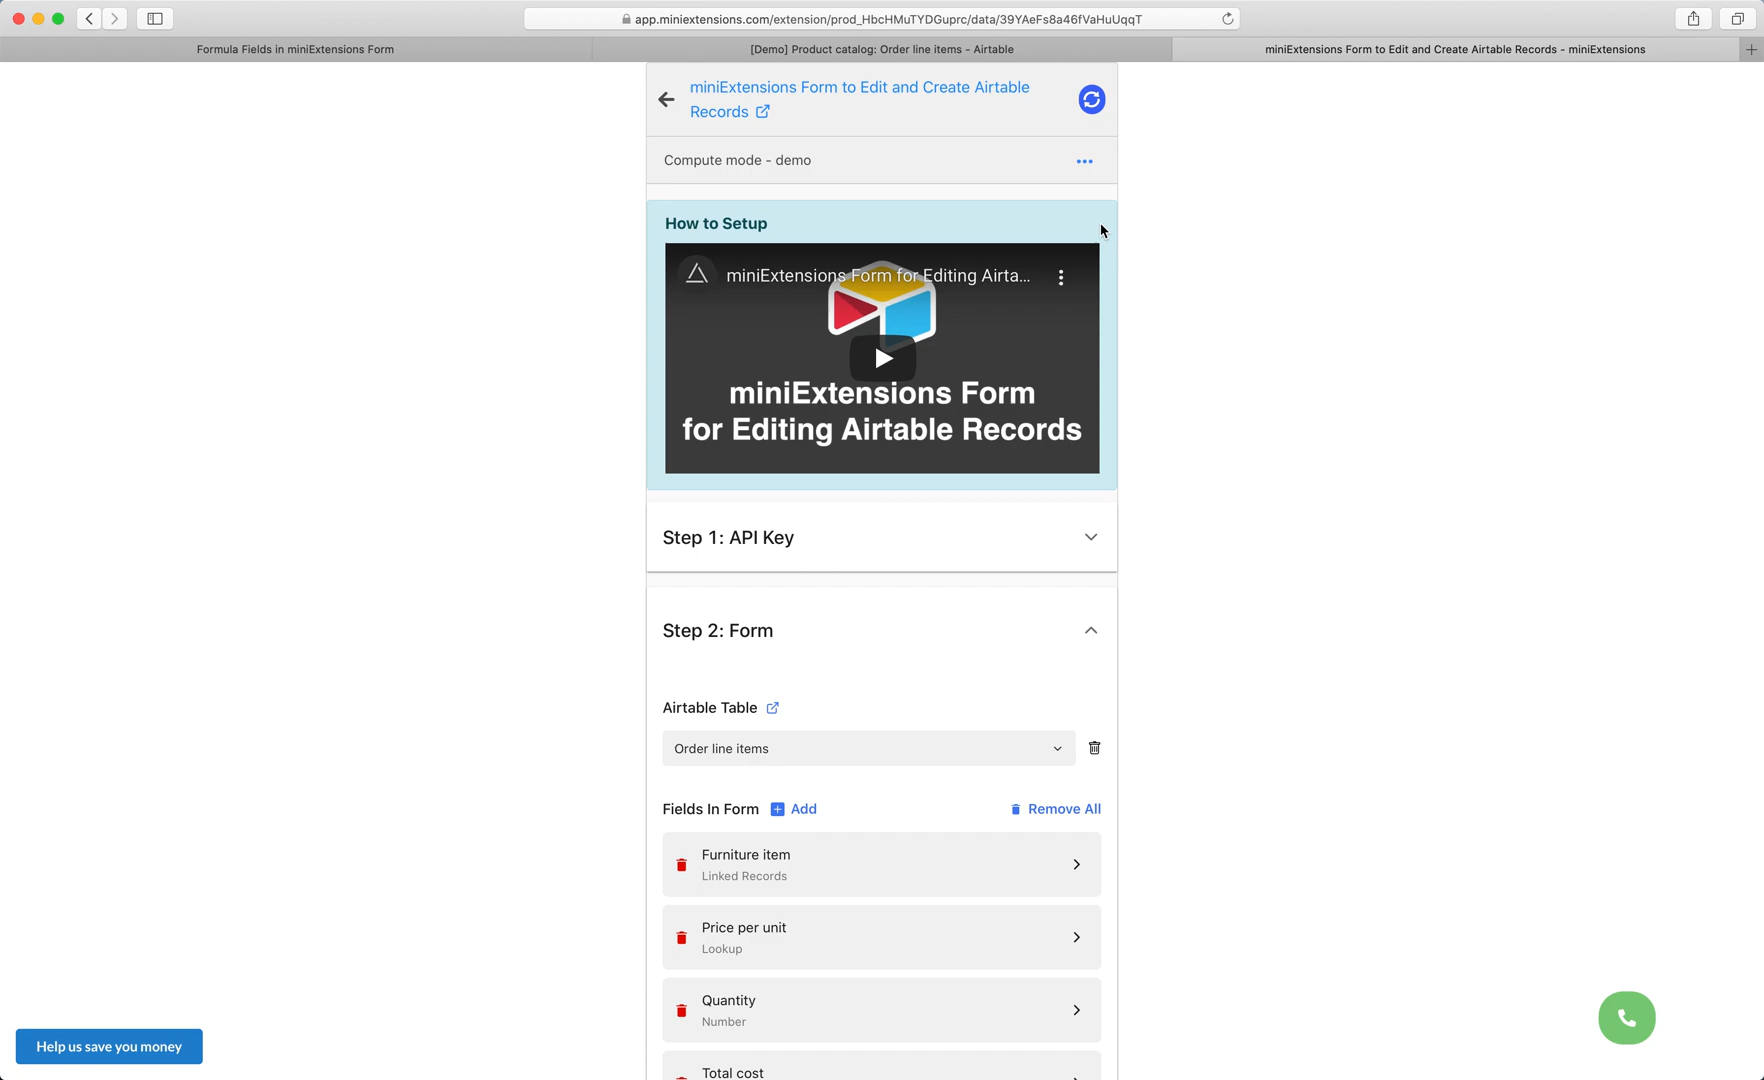 app.miniextensions.com/extension/prod_HbcHMuTYDGuprc/data/39YAeFs8a46fVaHuUqqT
Formula Fields in miniExtensions Form
[Demo] Product catalog: Order line items - Airtable
miniExtensions Form to Edit and Create Airtable Records - miniExtensions
miniExtensions Form to Edit and Create Airtable
Records
Compute mode - demo
How to Setup
miniExtensions Form for Editing Airta...
miniExtensions Form
for Editing Airtable Records
Step 1: API Key
Step 2: Form
Airtable Table
Order line items
Fields In Form
Add
Remove All
Furniture item
Linked Records
Price per unit
Lookup
Quantity
Number
Total cost
Help us save you money